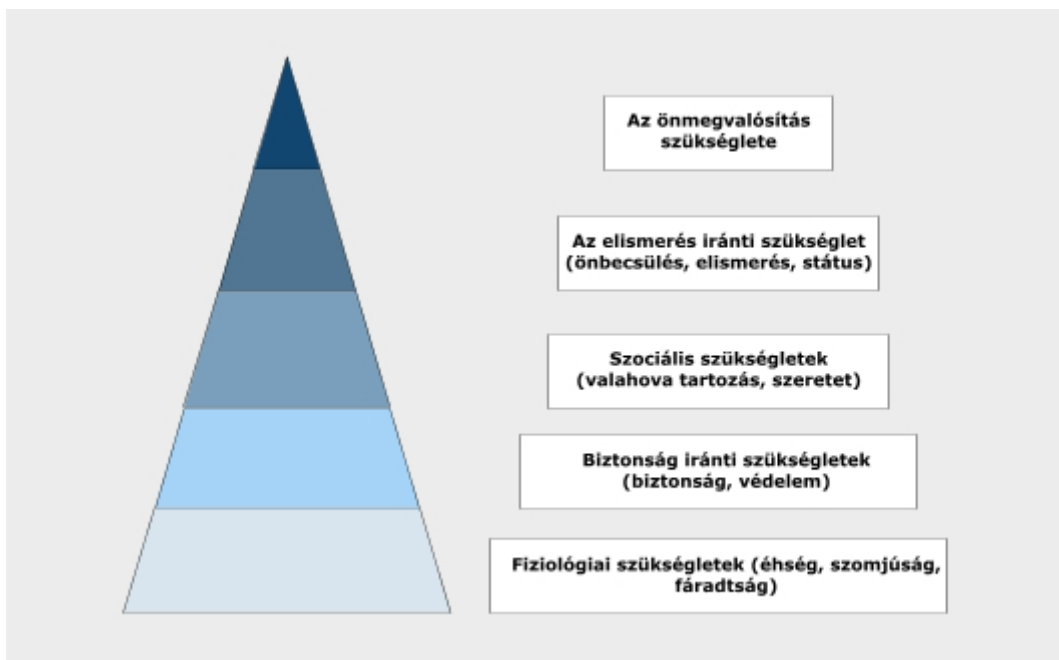 Az önmegvalósítás
szükséglete
Az elismerés iránti szükséglet
(önbecsülés, elismerés, státus)
Szociális szükségletek
(valahova tartozás, szeretet)
Biztonság iránti szükségletek
(biztonság, védelem)
Fiziológiai szükségletek (éhség, szomjúság,
fáradtság)